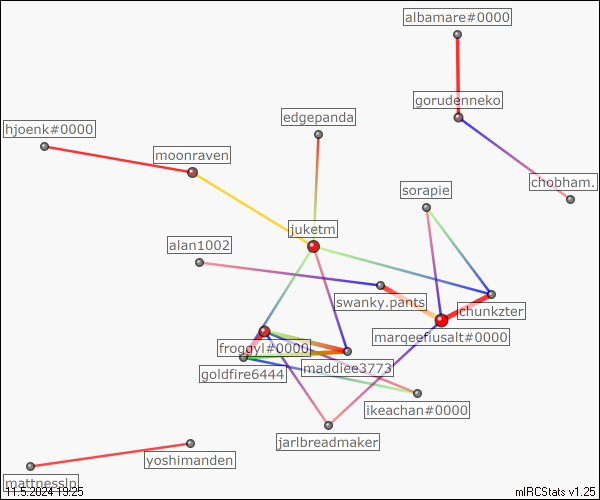 albamare#0000
gorudenneko
edgepanda
hjoenk#0000
moonraven
chobham.
sorapie
juketm
alan1002
swanky.pants
chunkzter
marqeefiusalt#0000
froggyl#0000
maddiee3773
goldfire6444
ikeachan#0000
jarlbreadmaker
yoshimanden
mattnesslp
11.5.2024 19:25
mIRCStats v1.25